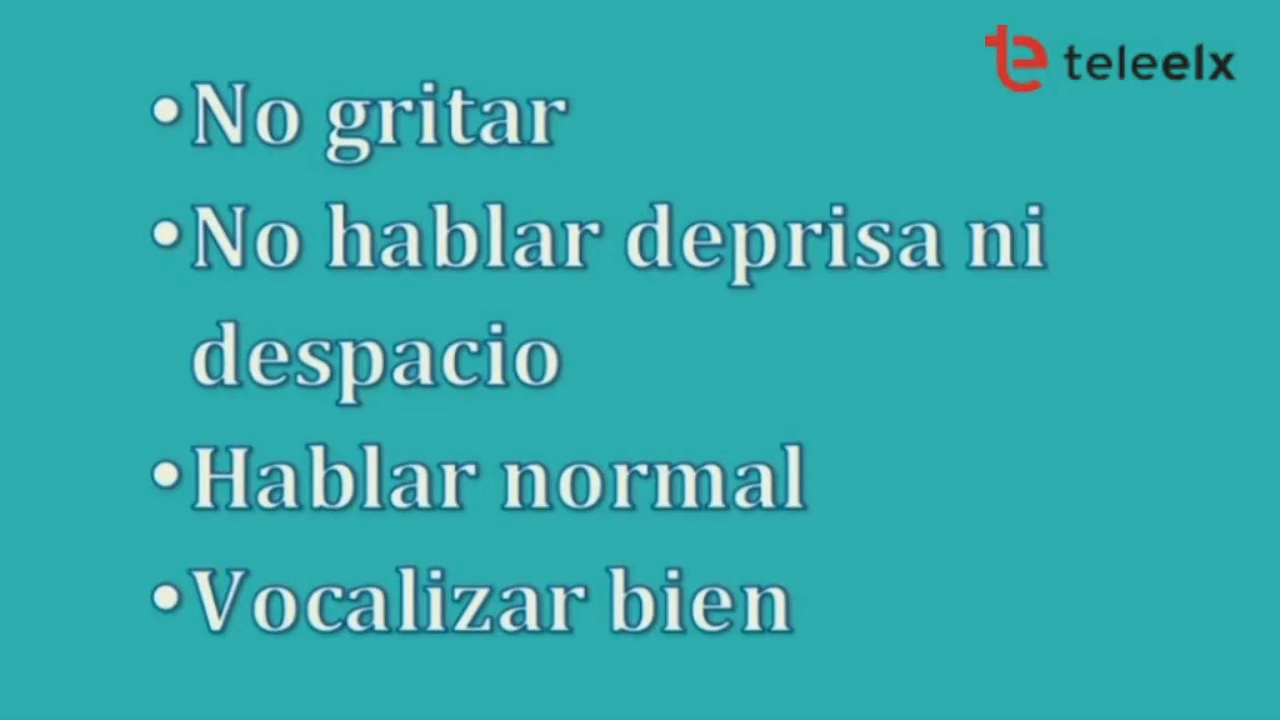 teleelx
•No gritar
•No hablar deprisa ni
despacio
•Hablar normal
•Vocalizar bien